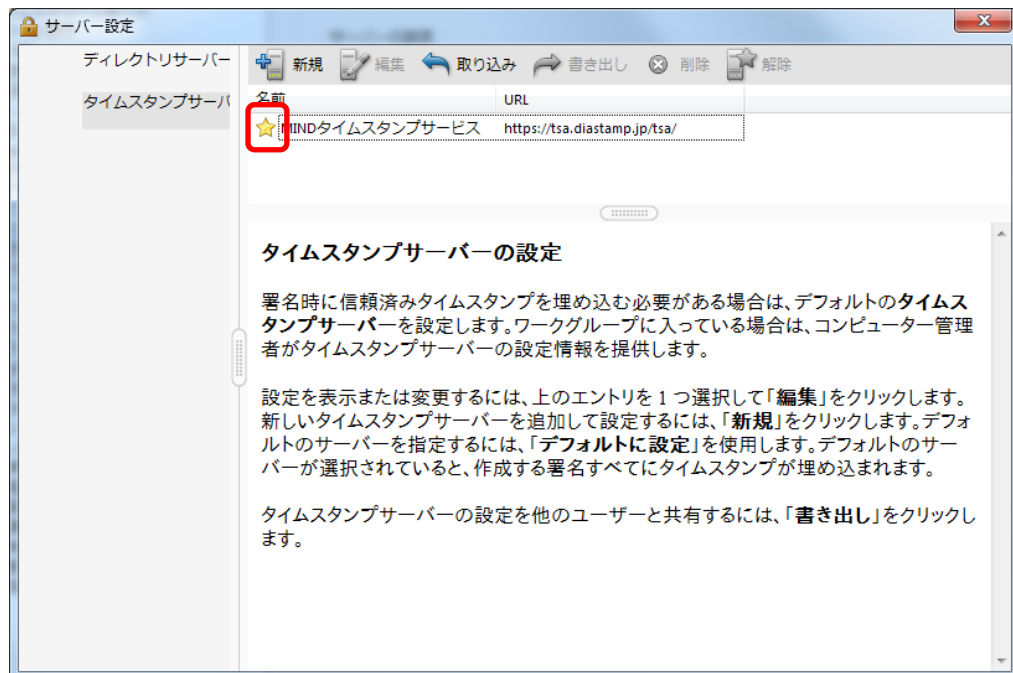 サーバー設定
ディレクトリサーバー
タイムスタンプサーバ
新規 編集 取り込み 書き出し 削除 解除
名前 URL
MINDタイムスタンプサービス https://tsa.diastamp.jp/tsa/
タイムスタンプサーバーの設定
署名時に信頼済みタイムスタンプを埋め込む必要がある場合は、デフォルトのタイムス
タンプサーバーを設定します。ワークグループに入っている場合は、コンピューター管理
者がタイムスタンプサーバーの設定情報を提供します。
設定を表示または変更するには、上のエントリを 1 つ選択して「編集」をクリックします。
新しいタイムスタンプサーバーを追加して設定するには、「新規」をクリックします。デフォ
ルトのサーバーを指定するには、「デフォルトに設定」を使用します。デフォルトのサー
バーが選択されていると、作成する署名すべてにタイムスタンプが埋め込まれます。
タイムスタンプサーバーの設定を他のユーザーと共有するには、「書き出し」をクリックし
ます。